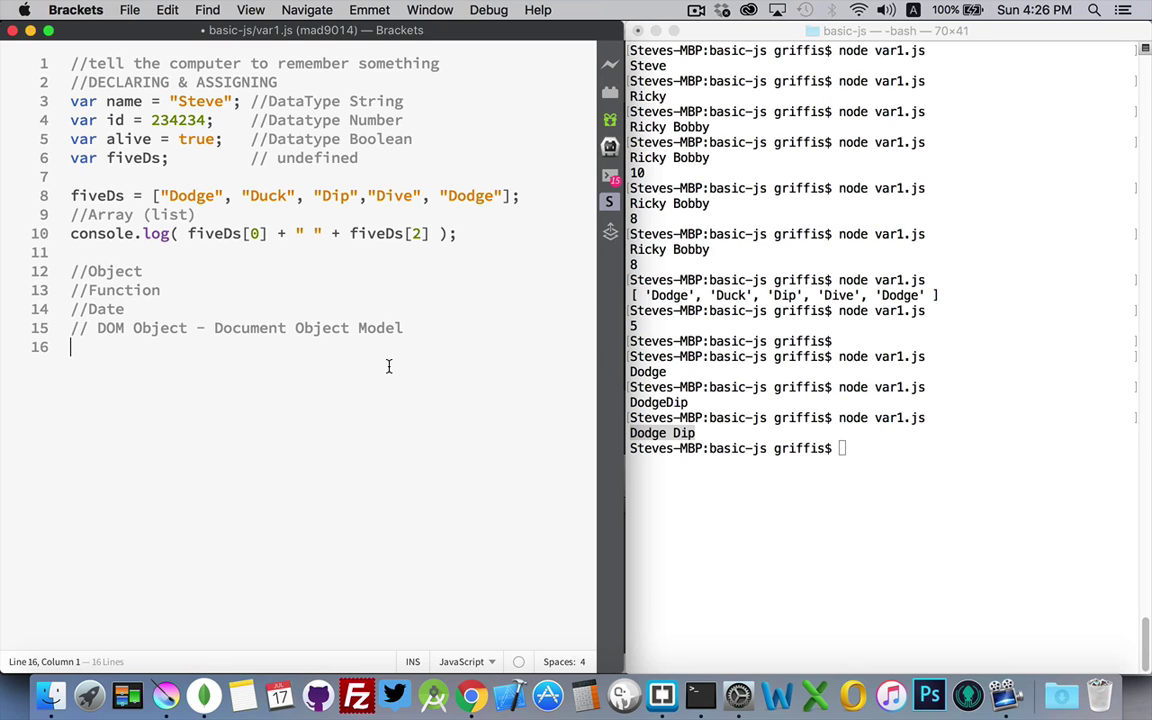 Brackets File Edit Find View Navigate Emmet Window Debug Help 100% Sun 4:26 PM
• basic-js/var1.js (mad9014) — Brackets
1 //tell the computer to remember something
2 //DECLARING & ASSIGNING
3 var name = "Steve"; //DataType String
4 var id = 234234; //Datatype Number
5 var alive = true; //Datatype Boolean
6 var fiveDs; // undefined
7
8 fiveDs = ["Dodge", "Duck", "Dip","Dive", "Dodge"];
9 //Array (list)
10 console.log( fiveDs[0] + " " + fiveDs[2] );
11
12 //Object
13 //Function
14 //Date
15 // DOM Object - Document Object Model
16
Line 16, Column 1 — 16 Lines
INS JavaScript Spaces: 4
15
S
basic-js — -bash — 70×41
[Steves-MBP:basic-js griffis$ node var1.js ]
Steve
[Steves-MBP:basic-js griffis$ node var1.js ]
Ricky
[Steves-MBP:basic-js griffis$ node var1.js ]
Ricky Bobby
[Steves-MBP:basic-js griffis$ node var1.js ]
Ricky Bobby
10
[Steves-MBP:basic-js griffis$ node var1.js ]
Ricky Bobby
8
[Steves-MBP:basic-js griffis$ node var1.js ]
Ricky Bobby
8
[Steves-MBP:basic-js griffis$ node var1.js ]
[ 'Dodge', 'Duck', 'Dip', 'Dive', 'Dodge' ]
[Steves-MBP:basic-js griffis$ node var1.js ]
5
[Steves-MBP:basic-js griffis$ ]
[Steves-MBP:basic-js griffis$ node var1.js ]
Dodge
[Steves-MBP:basic-js griffis$ node var1.js ]
DodgeDip
[Steves-MBP:basic-js griffis$ node var1.js ]
Dodge Dip
Steves-MBP:basic-js griffis$
17
Ps